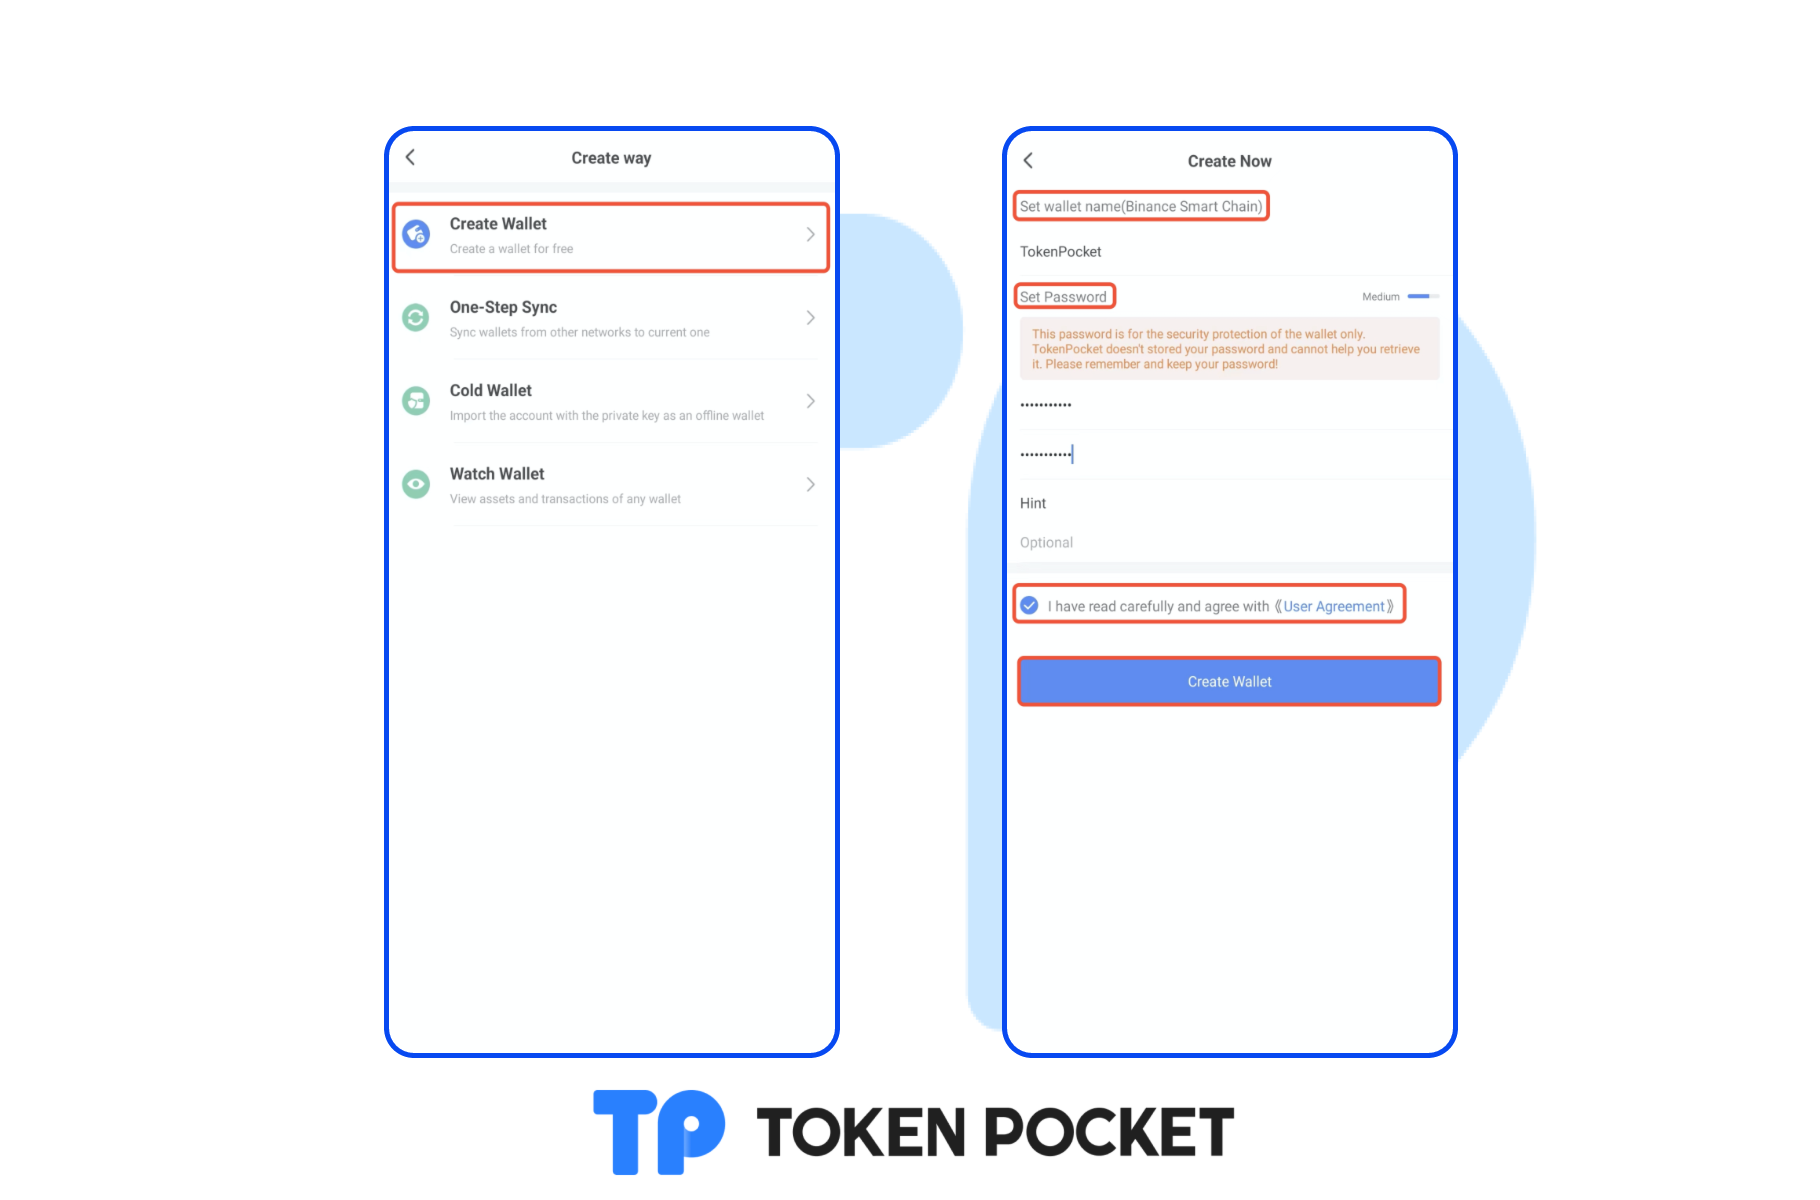 Create way
Create Wallet
Create a wallet for free
One-Step Sync
Sync wallets from other networks to current one
Cold Wallet
Import the account with the private key as an offline wallet
Watch Wallet
View assets and transactions of any wallet
Create Now
Set wallet name(Binance Smart Chain)
TokenPocket
Set Password
Medium
This password is for the security protection of the wallet only.
TokenPocket doesn't stored your password and cannot help you retrieve
it. Please remember and keep your password!
•••••••••••
•••••••••••
Hint
Optional
I have read carefully and agree with 《User Agreement》
Create Wallet
TP TOKEN POCKET